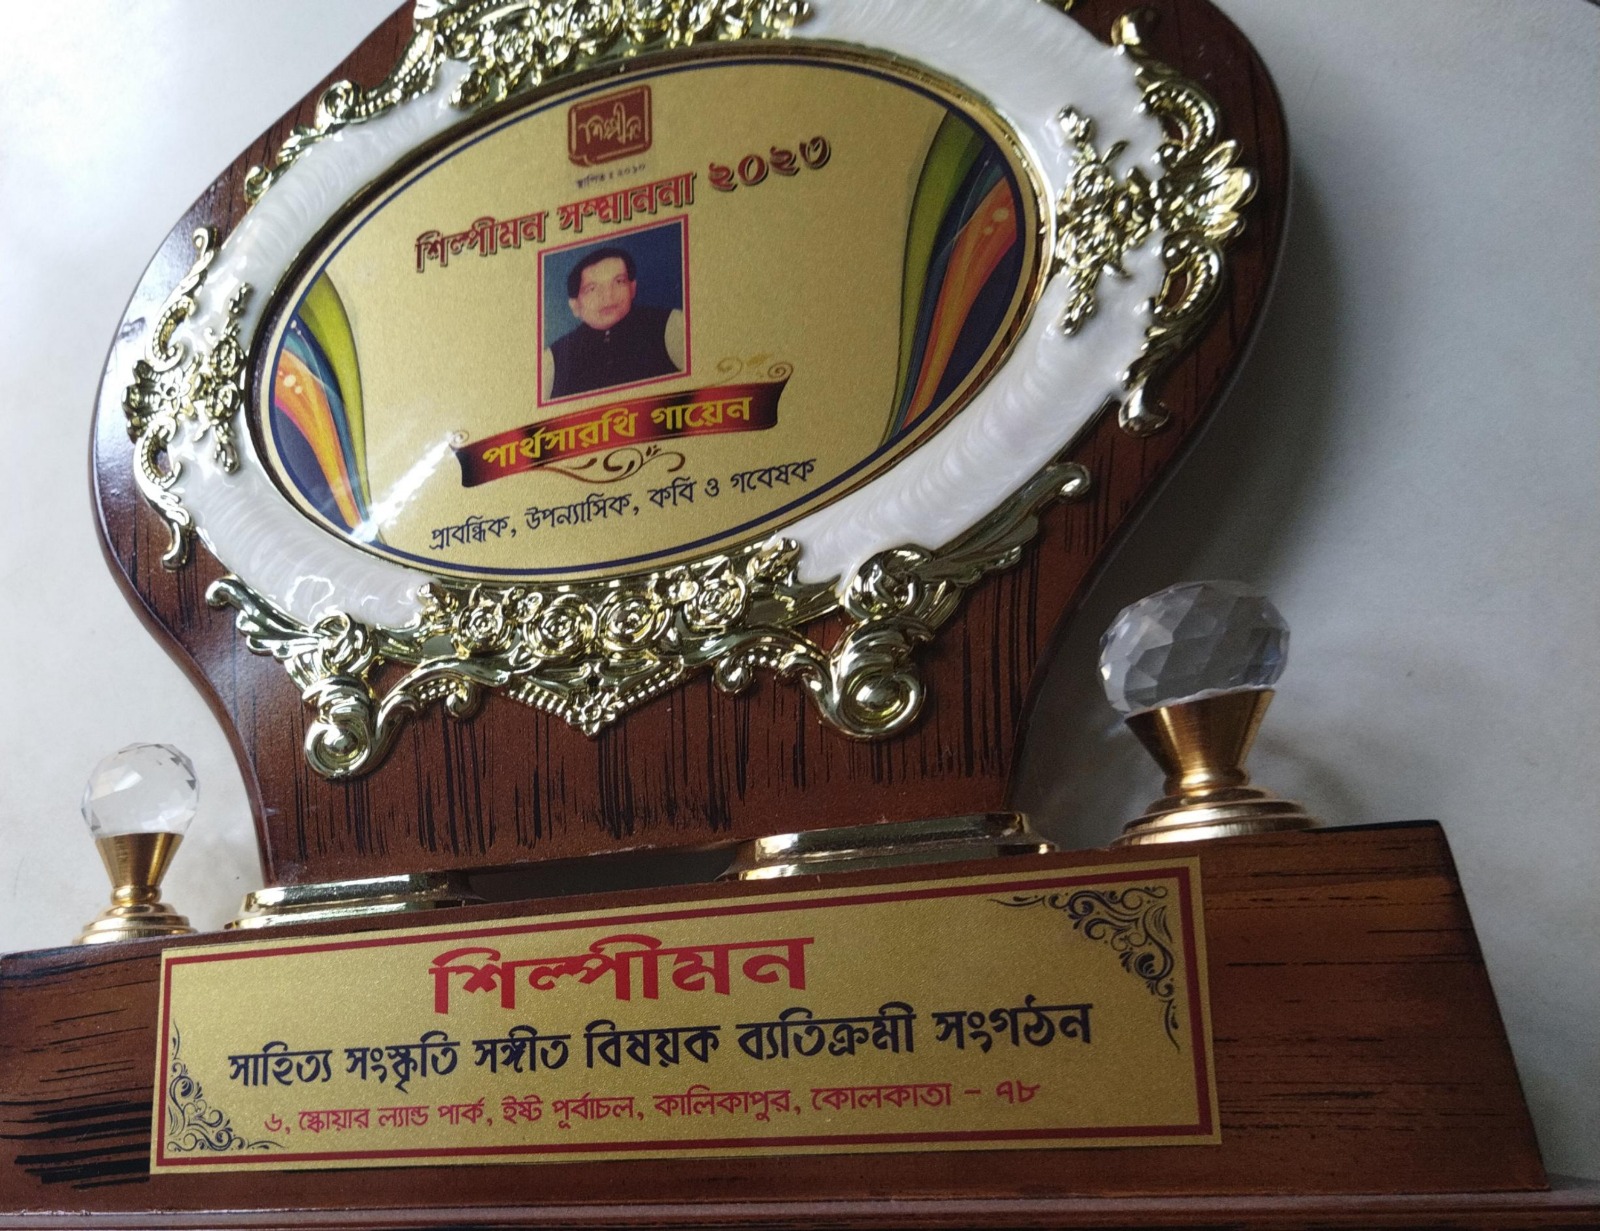 শিল্পীমন
স্থাপিত : ২০১০
শিল্পীমন সম্মাননা ২০২৩
পার্থসারথি গায়েন
প্রাবন্ধিক, উপন্যাসিক, কবি ও গবেষক
শিল্পীমন
সাহিত্য সংস্কৃতি সঙ্গীত বিষয়ক ব্যতিক্রমী সংগঠন
৬, স্কোয়ার ল্যান্ড পার্ক, ইষ্ট পূর্বাচল, কালিকাপুর, কোলকাতা - ৭৮